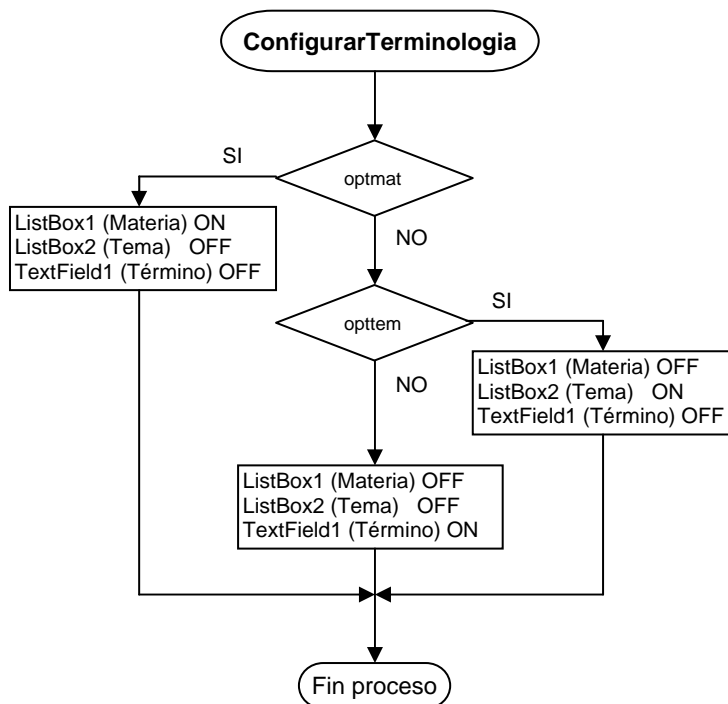 ConfigurarTerminologia
SI
optmat
ListBox1 (Materia) ON
ListBox2 (Tema) OFF
TextField1 (Término) OFF
NO
SI
opttem
ListBox1 (Materia) OFF
ListBox2 (Tema) ON
TextField1 (Término) OFF
NO
ListBox1 (Materia) OFF
ListBox2 (Tema) OFF
TextField1 (Término) ON
Fin proceso